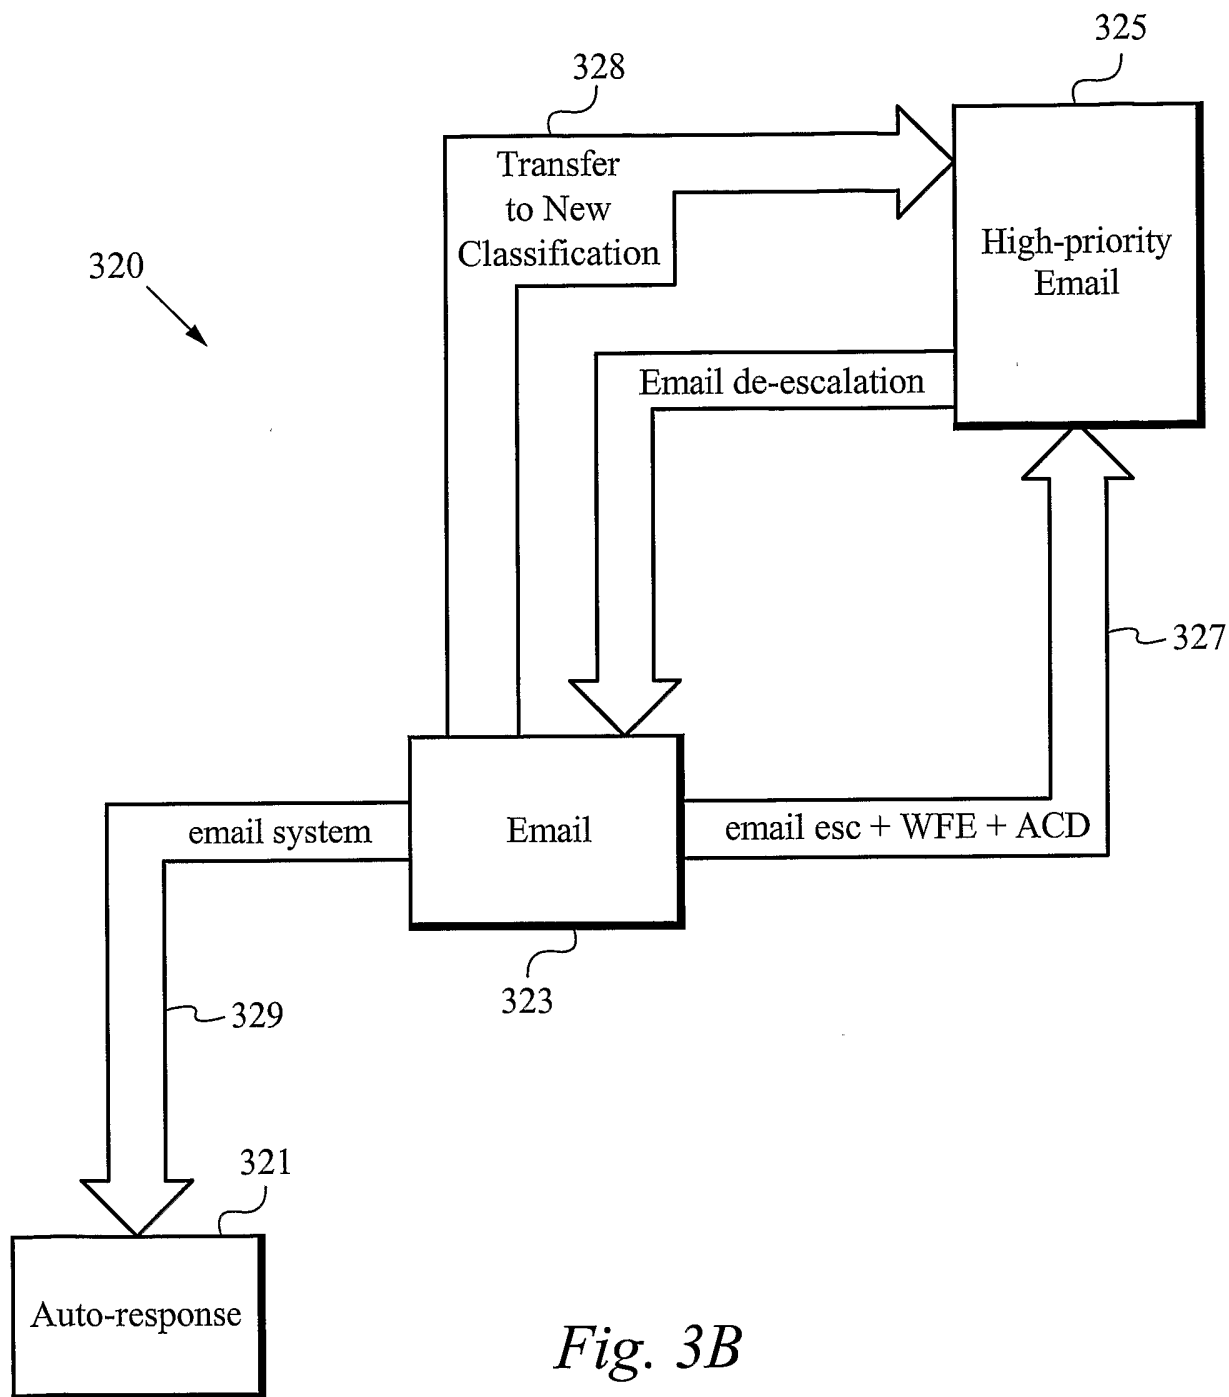 325
328
Transfer
to New
Classification
High-priority
Email
320
Email de-escalation
327
email system
Email
email esc + WFE + ACD
323
329
321
Auto-response
Fig. 3B